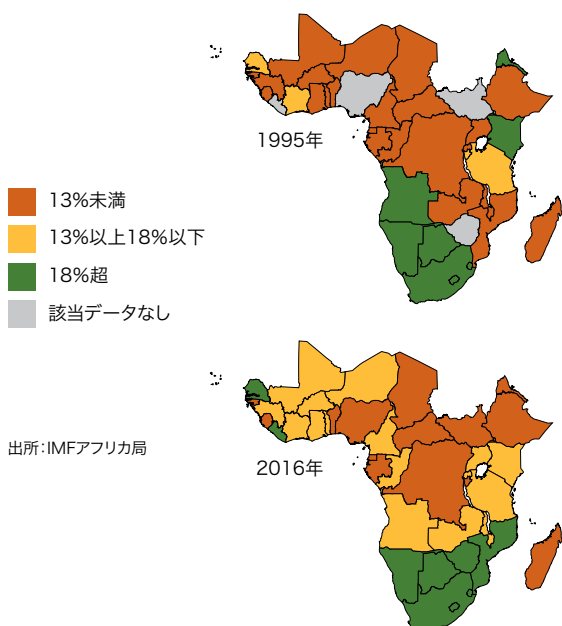 1995年
13%未満
13%以上18%以下
18%超
該当データなし
出所：IMFアフリカ局
2016年